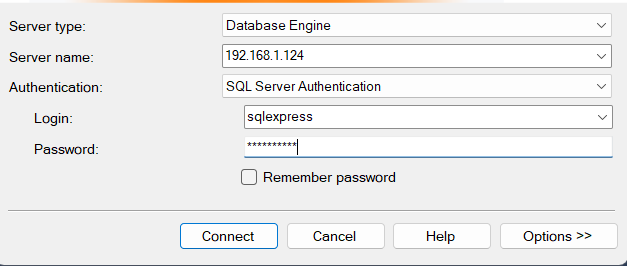 Server type: Database Engine
Server name: 192.168.1.124
Authentication: SQL Server Authentication
Login: sqlexpress
Password: **********
Remember password
Connect Cancel Help Options >>